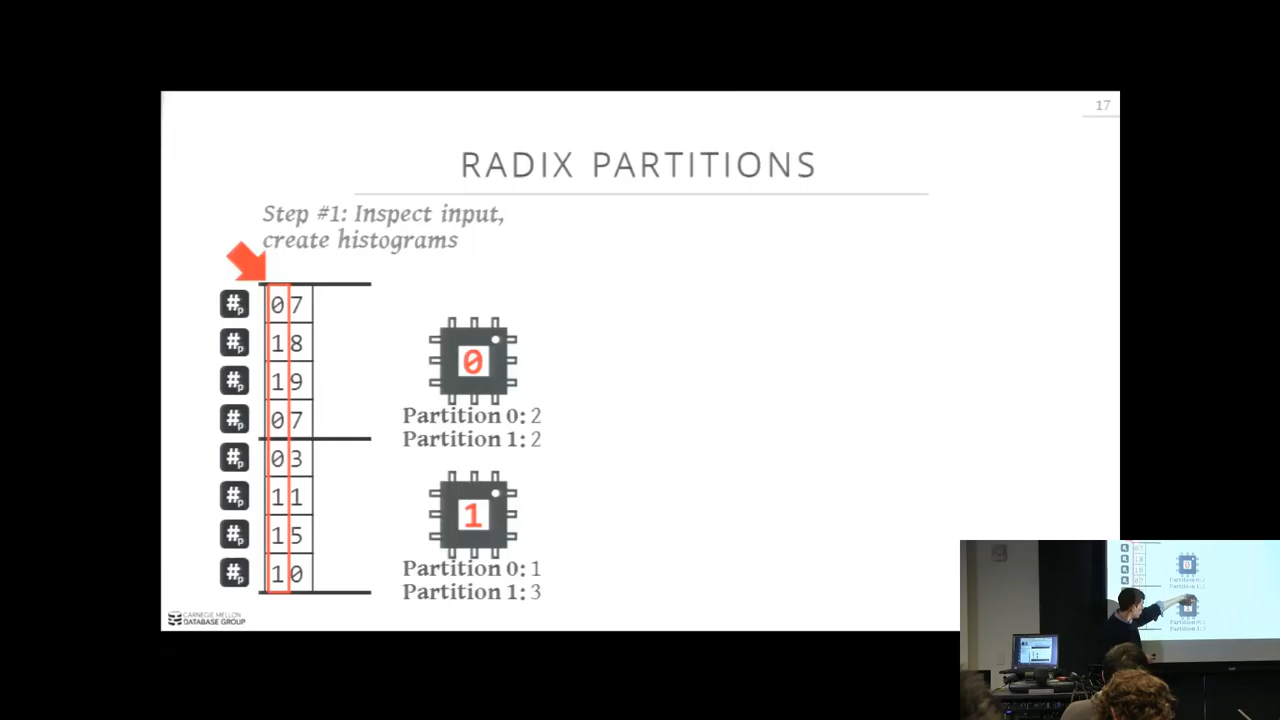 17
RADIX PARTITIONS
Step #1: Inspect input,
create histograms
#p 07
#p 18
#p 19
#p 07
#p 03
#p 11
#p 15
#p 10
0
Partition 0: 2
Partition 1: 2
1
Partition 0: 1
Partition 1: 3
CARNEGIE MELLON
DATABASE GROUP